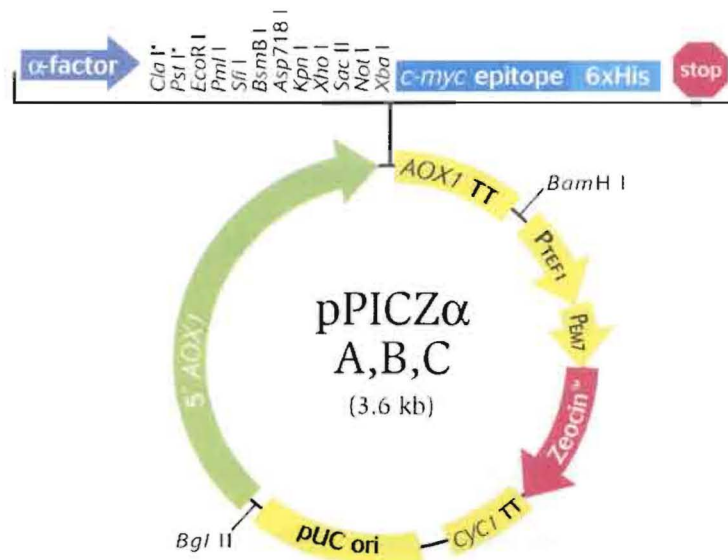 α-factor
Cla I*
Pst I*
EcoR I
Pml I
Sfi I
BsmB I
Asp718 I
Kpn I
Xho I
Sac II
Not I
Xba I
c-myc epitope 6xHis
stop
AOX1 TT
BamH I
PTEF1
PEM7
Zeocin™
CYC1 TT
pUC ori
Bgl II
5´ AOX1
pPICZα
A,B,C
(3.6 kb)